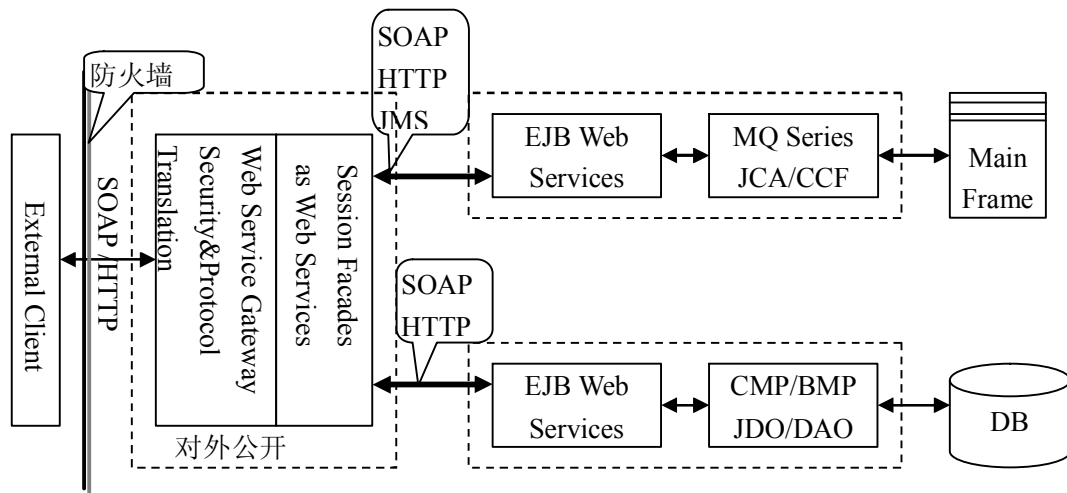 防火墙
External Client
SOAP /HTTP
Web Service Gateway
Security&Protocol
Translation
Session Facades
as Web Services
对外公开
SOAP
HTTP
JMS
EJB Web
Services
MQ Series
JCA/CCF
Main
Frame
SOAP
HTTP
EJB Web
Services
CMP/BMP
JDO/DAO
DB